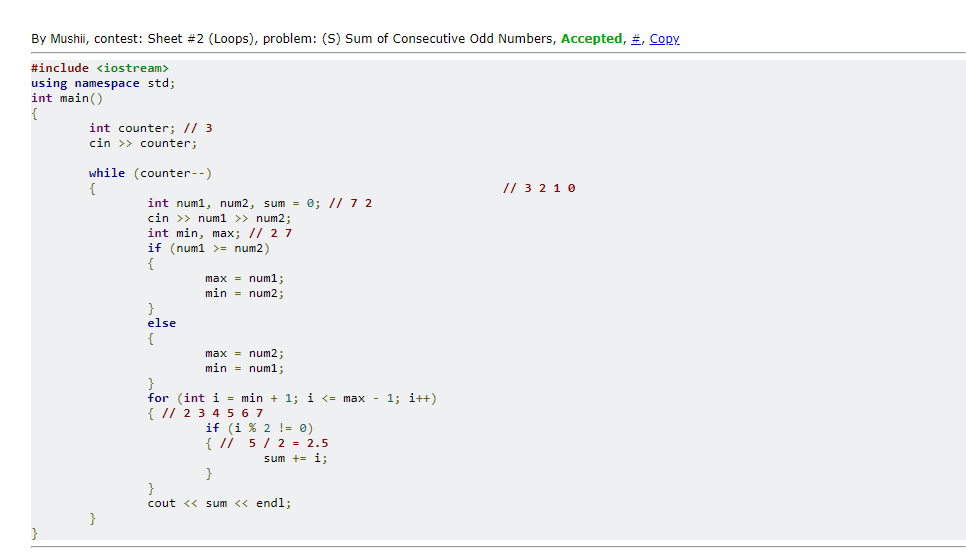 By Mushii, contest: Sheet #2 (Loops), problem: (S) Sum of Consecutive Odd Numbers, Accepted, #, Copy
#include <iostream>
using namespace std;
int main()
{
int counter; // 3
cin >> counter;
while (counter--)
{ // 3 2 1 0
int num1, num2, sum = 0; // 7 2
cin >> num1 >> num2;
int min, max; // 2 7
if (num1 >= num2)
{
max = num1;
min = num2;
}
else
{
max = num2;
min = num1;
}
for (int i = min + 1; i <= max - 1; i++)
{ // 2 3 4 5 6 7
if (i % 2 != 0)
{ // 5 / 2 = 2.5
sum += i;
}
}
cout << sum << endl;
}
}